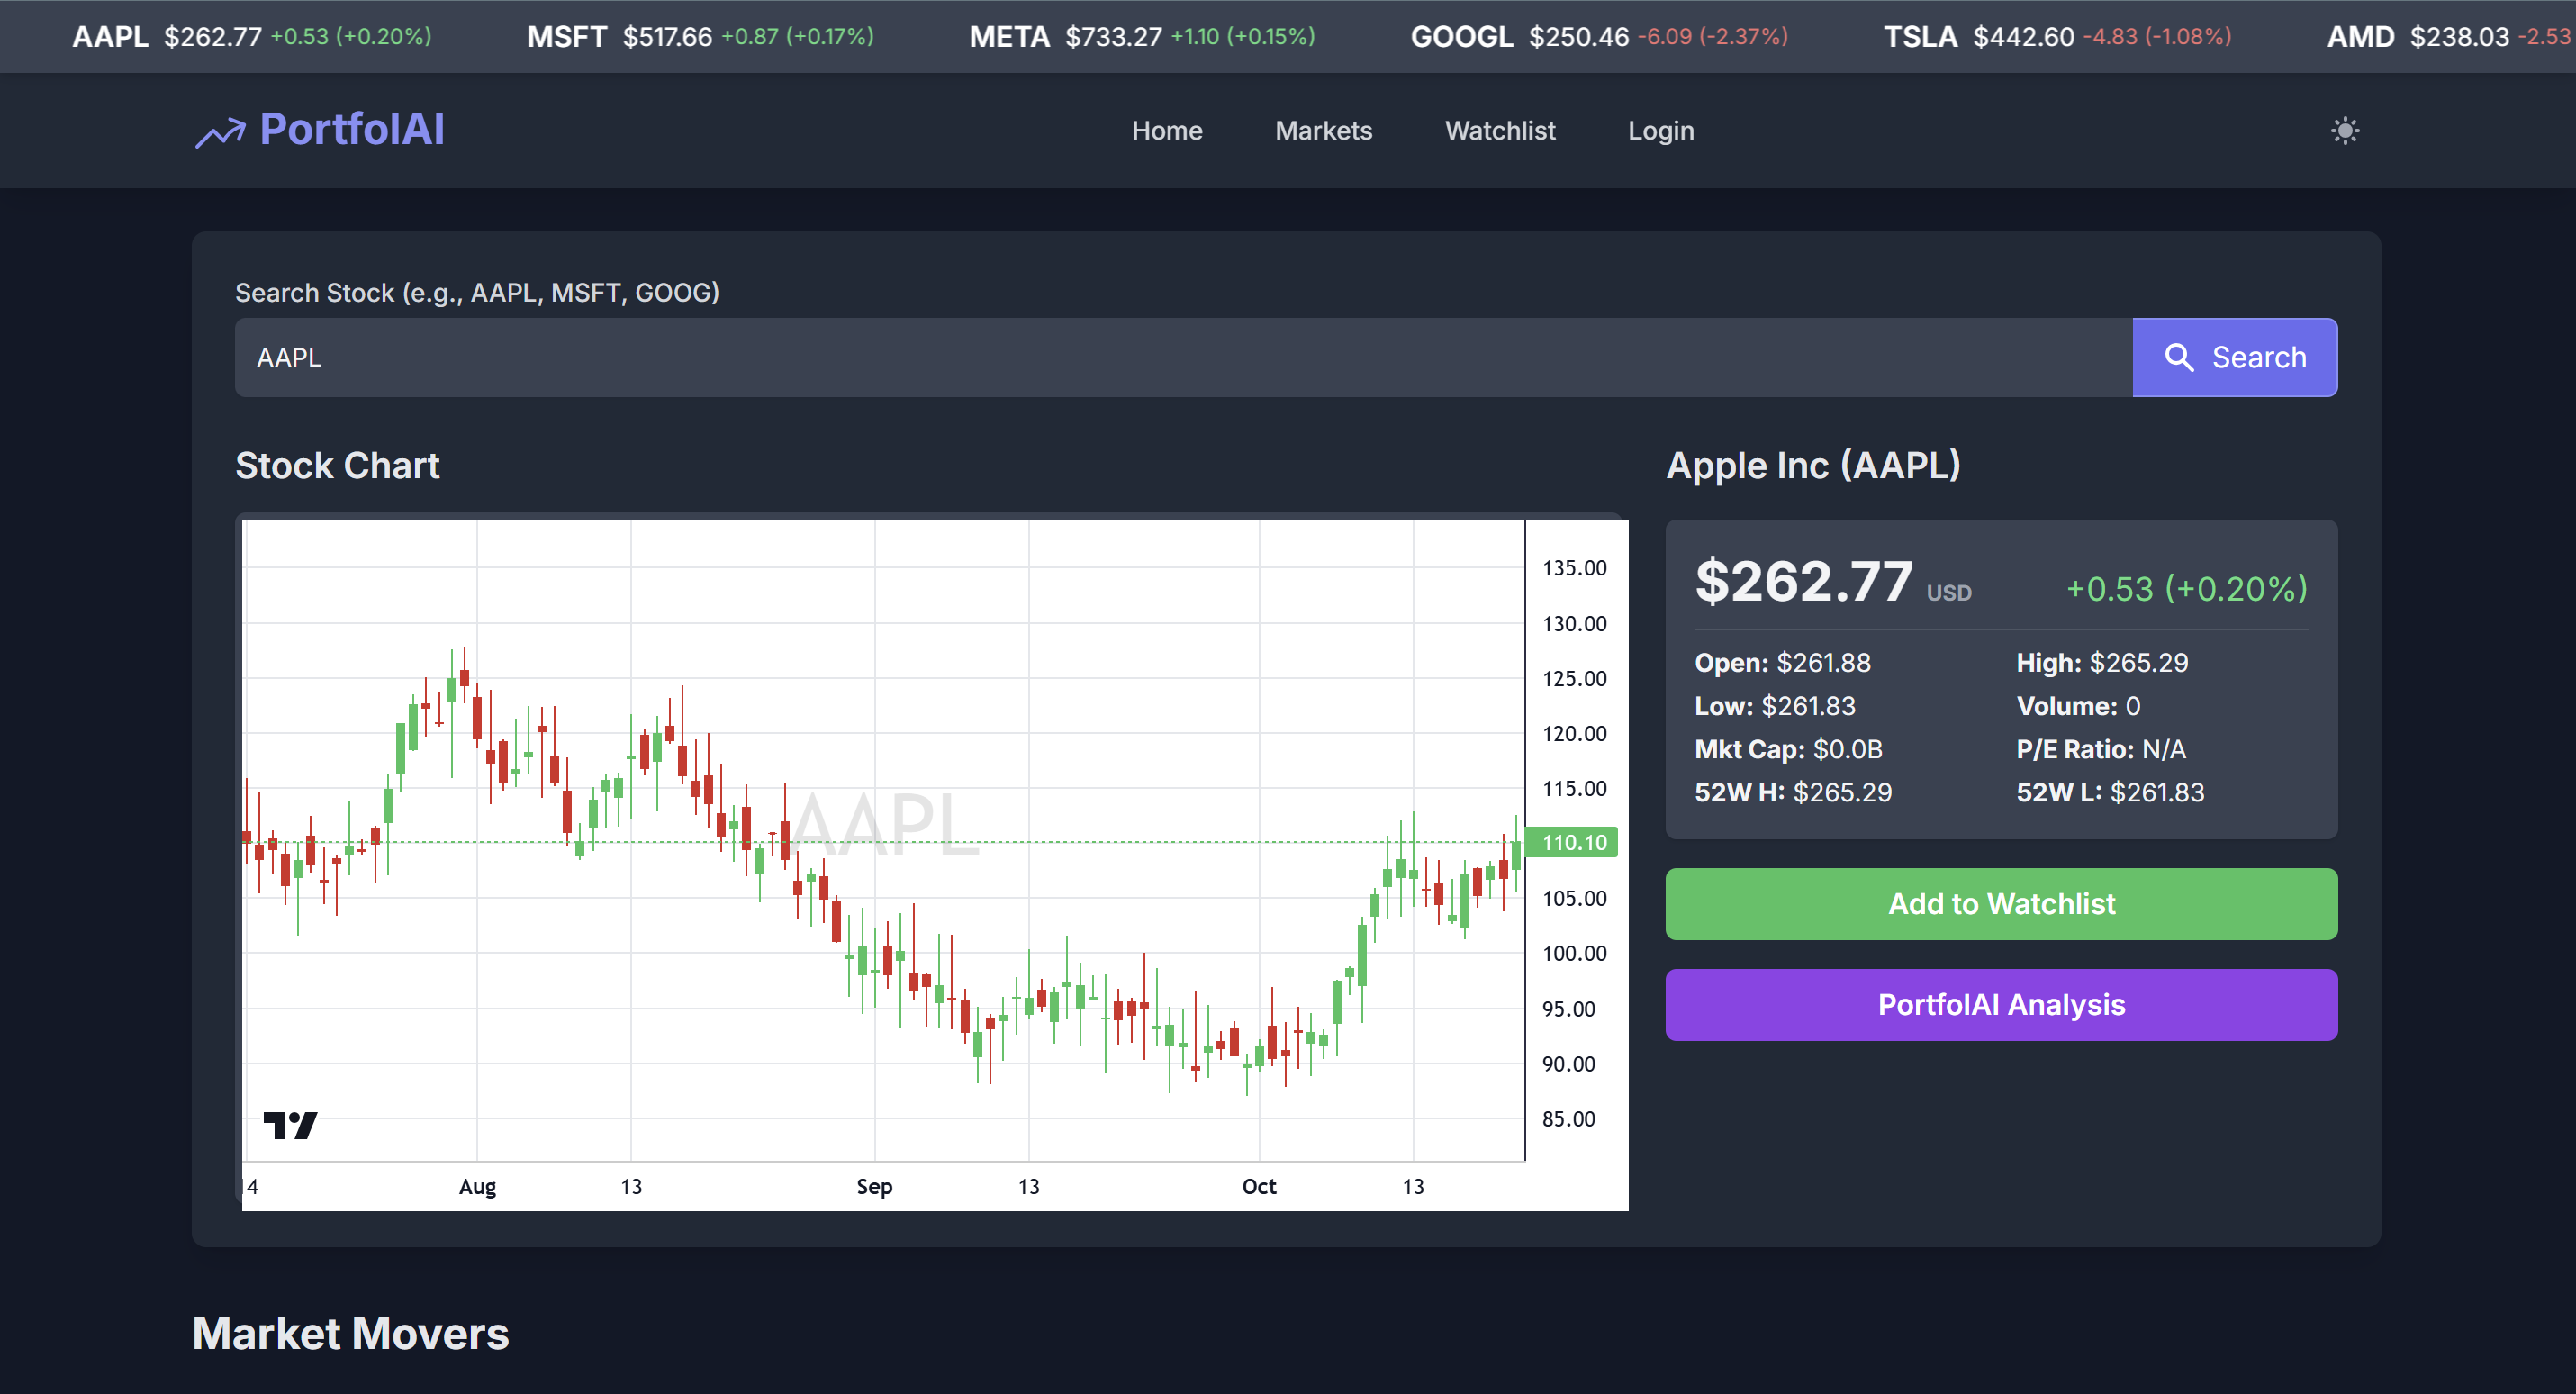 AAPL $262.77 +0.53 (+0.20%) MSFT $517.66 +0.87 (+0.17%) META $733.27 +1.10 (+0.15%) GOOGL $250.46 -6.09 (-2.37%) TSLA $442.60 -4.83 (-1.08%) AMD $238.03 -2.53
PortfolAI
Home Markets Watchlist Login
Search Stock (e.g., AAPL, MSFT, GOOG)
AAPL
Search
Stock Chart
AAPL
135.00
130.00
125.00
120.00
115.00
110.10
105.00
100.00
95.00
90.00
85.00
14 Aug 13 Sep 13 Oct 13
Apple Inc (AAPL)
$262.77 USD +0.53 (+0.20%)
Open: $261.88 High: $265.29
Low: $261.83 Volume: 0
Mkt Cap: $0.0B P/E Ratio: N/A
52W H: $265.29 52W L: $261.83
Add to Watchlist
PortfolAI Analysis
Market Movers